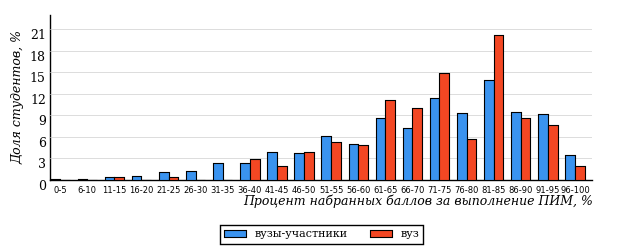 Доля студентов, %
21
18
15
12
9
6
3
0
0-5 6-10 11-15 16-20 21-25 26-30 31-35 36-40 41-45 46-50 51-55 56-60 61-65 66-70 71-75 76-80 81-85 86-90 91-95 96-100
Процент набранных баллов за выполнение ПИМ, %
вузы-участники вуз